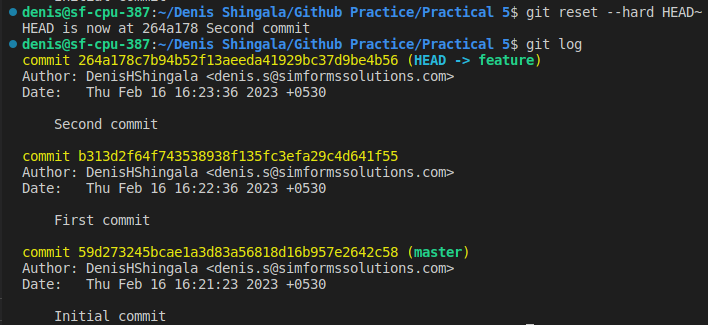 denis@sf-cpu-387:~/Denis Shingala/Github Practice/Practical 5$ git reset --hard HEAD~
HEAD is now at 264a178 Second commit
denis@sf-cpu-387:~/Denis Shingala/Github Practice/Practical 5$ git log
commit 264a178c7b94b52f13aeeda41929bc37d9be4b56 (HEAD -> feature)
Author: DenisHShingala <denis.s@simformssolutions.com>
Date:   Thu Feb 16 16:23:36 2023 +0530
    Second commit
commit b313d2f64f743538938f135fc3efa29c4d641f55
Author: DenisHShingala <denis.s@simformssolutions.com>
Date:   Thu Feb 16 16:22:36 2023 +0530
    First commit
commit 59d273245bcae1a3d83a56818d16b957e2642c58 (master)
Author: DenisHShingala <denis.s@simformssolutions.com>
Date:   Thu Feb 16 16:21:23 2023 +0530
    Initial commit